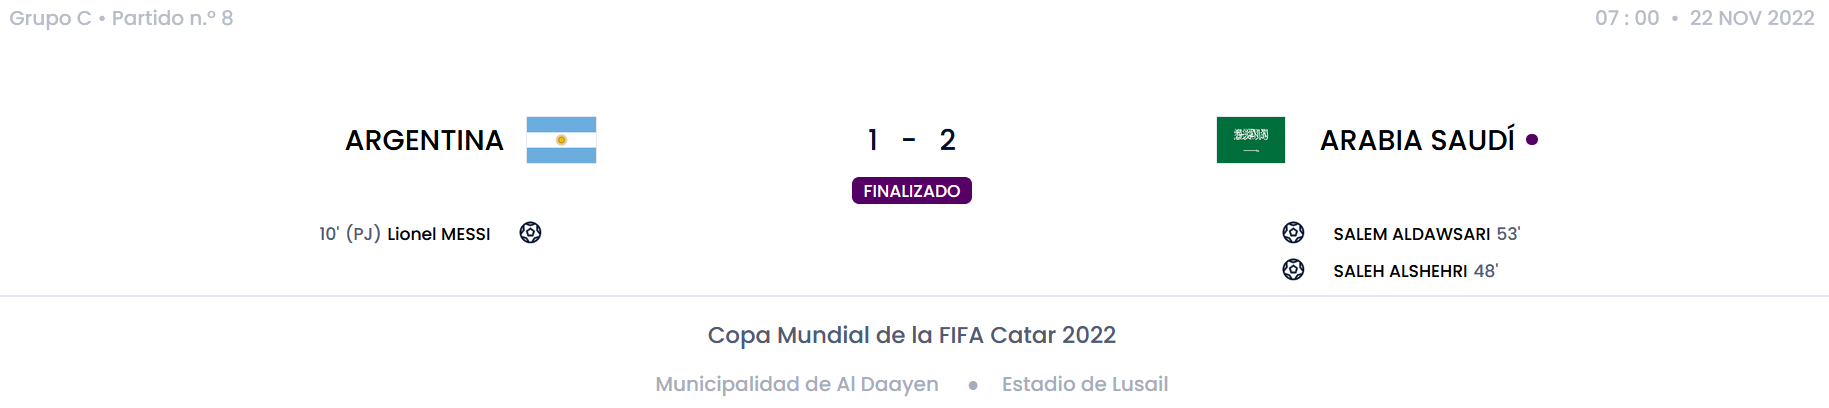 Grupo C • Partido n.º 8
07 : 00 • 22 NOV 2022
ARGENTINA 1 - 2 ARABIA SAUDÍ
FINALIZADO
10' (PJ) Lionel MESSI
SALEM ALDAWSARI 53'
SALEH ALSHEHRI 48'
Copa Mundial de la FIFA Catar 2022
Municipalidad de Al Daayen • Estadio de Lusail